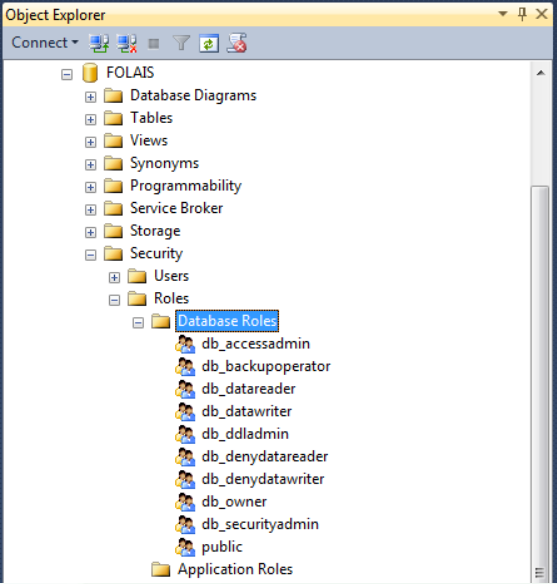 Object Explorer
Connect
FOLAIS
Database Diagrams
Tables
Views
Synonyms
Programmability
Service Broker
Storage
Security
Users
Roles
Database Roles
db_accessadmin
db_backupoperator
db_datareader
db_datawriter
db_ddladmin
db_denydatareader
db_denydatawriter
db_owner
db_securityadmin
public
Application Roles